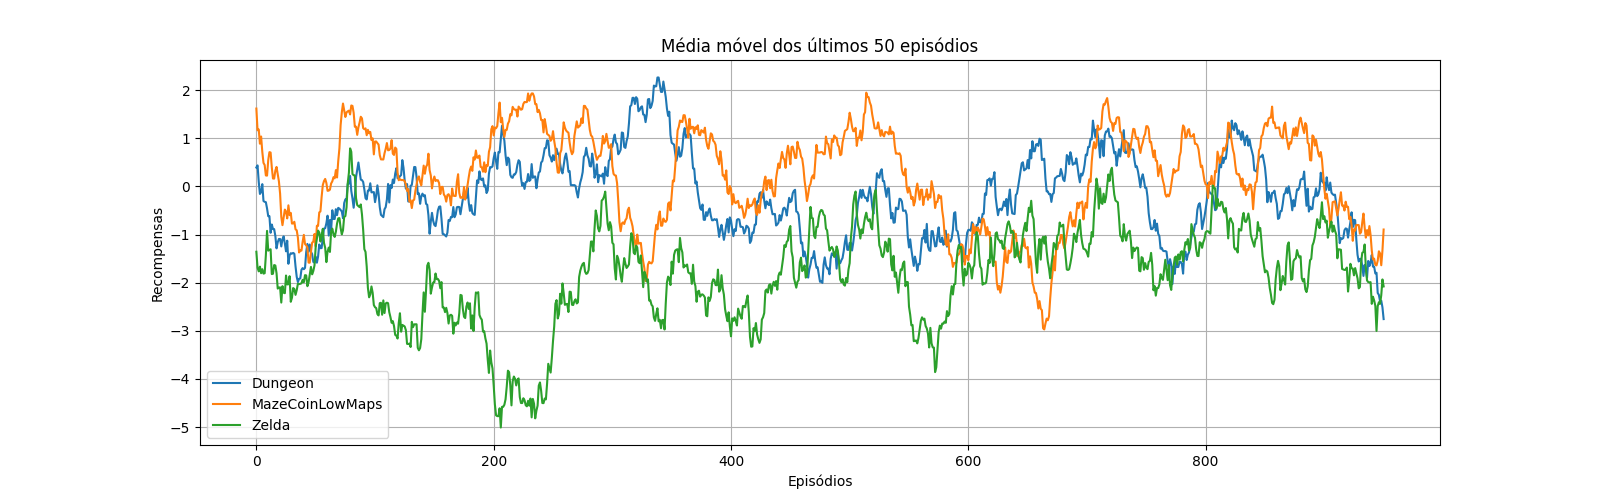 Média móvel dos últimos 50 episódios
Recompensas
2
1
0
−1
−2
−3
−4
−5
Dungeon
MazeCoinLowMaps
Zelda
0 200 400 600 800
Episódios